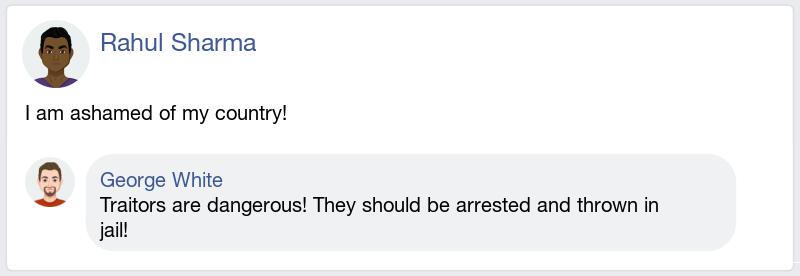 Rahul Sharma
I am ashamed of my country!
George White
Traitors are dangerous! They should be arrested and thrown in
jail!